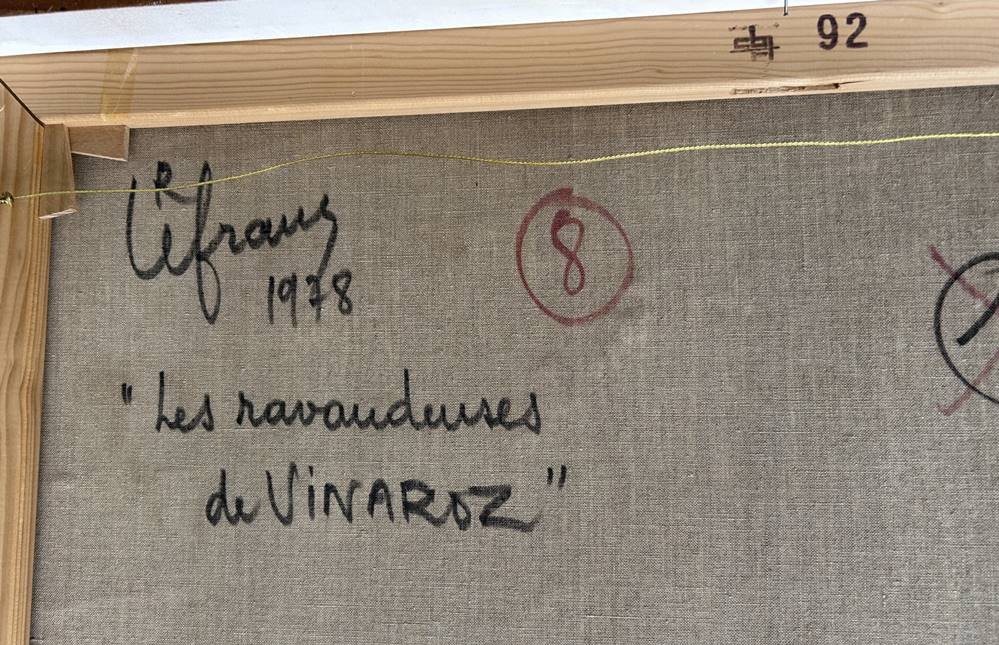 92
R Lefranc
1978
8
"Les ravaudeuses
de ViNAROZ"